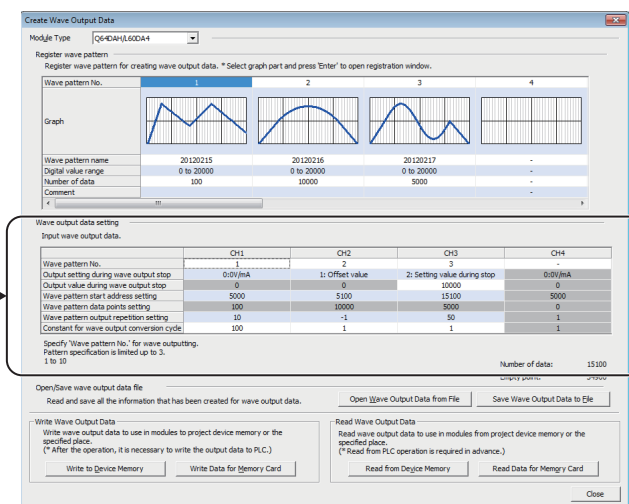 Create Wave Output Data
Module Type Q64DAH/L60DA4
Register wave pattern
Register wave pattern for creating wave output data. * Select graph part and press 'Enter' to open registration window.
Wave pattern No. 1 2 3 4
Graph
Wave pattern name 20120215 20120216 20120217 -
Digital value range 0 to 20000 0 to 20000 0 to 20000 -
Number of data 100 10000 5000 -
Comment -
Wave output data setting
Input wave output data.
CH1 CH2 CH3 CH4
Wave pattern No. 1 2 3 -
Output setting during wave output stop 0:0V/mA 1: Offset value 2: Setting value during stop 0:0V/mA
Output value during wave output stop 0 0 10000 0
Wave pattern start address setting 5000 5100 15100 5000
Wave pattern data points setting 100 10000 5000 0
Wave pattern output repetition setting 10 -1 50 1
Constant for wave output conversion cycle 100 1 1 1
Specify 'Wave pattern No.' for wave outputting.
Pattern specification is limited up to 3.
1 to 10
Number of data: 15100
Open/Save wave output data file
Read and save all the information that has been created for wave output data.
Open Wave Output Data from File
Save Wave Output Data to File
Write Wave Output Data
Write wave output data to use in modules to project device memory or the
specified place.
(* After the operation, it is necessary to write the output data to PLC.)
Write to Device Memory
Write Data for Memory Card
Read Wave Output Data
Read wave output data to use in modules from project device memory or the
specified place.
(* Read from PLC operation is required in advance.)
Read from Device Memory
Read Data for Memory Card
Close